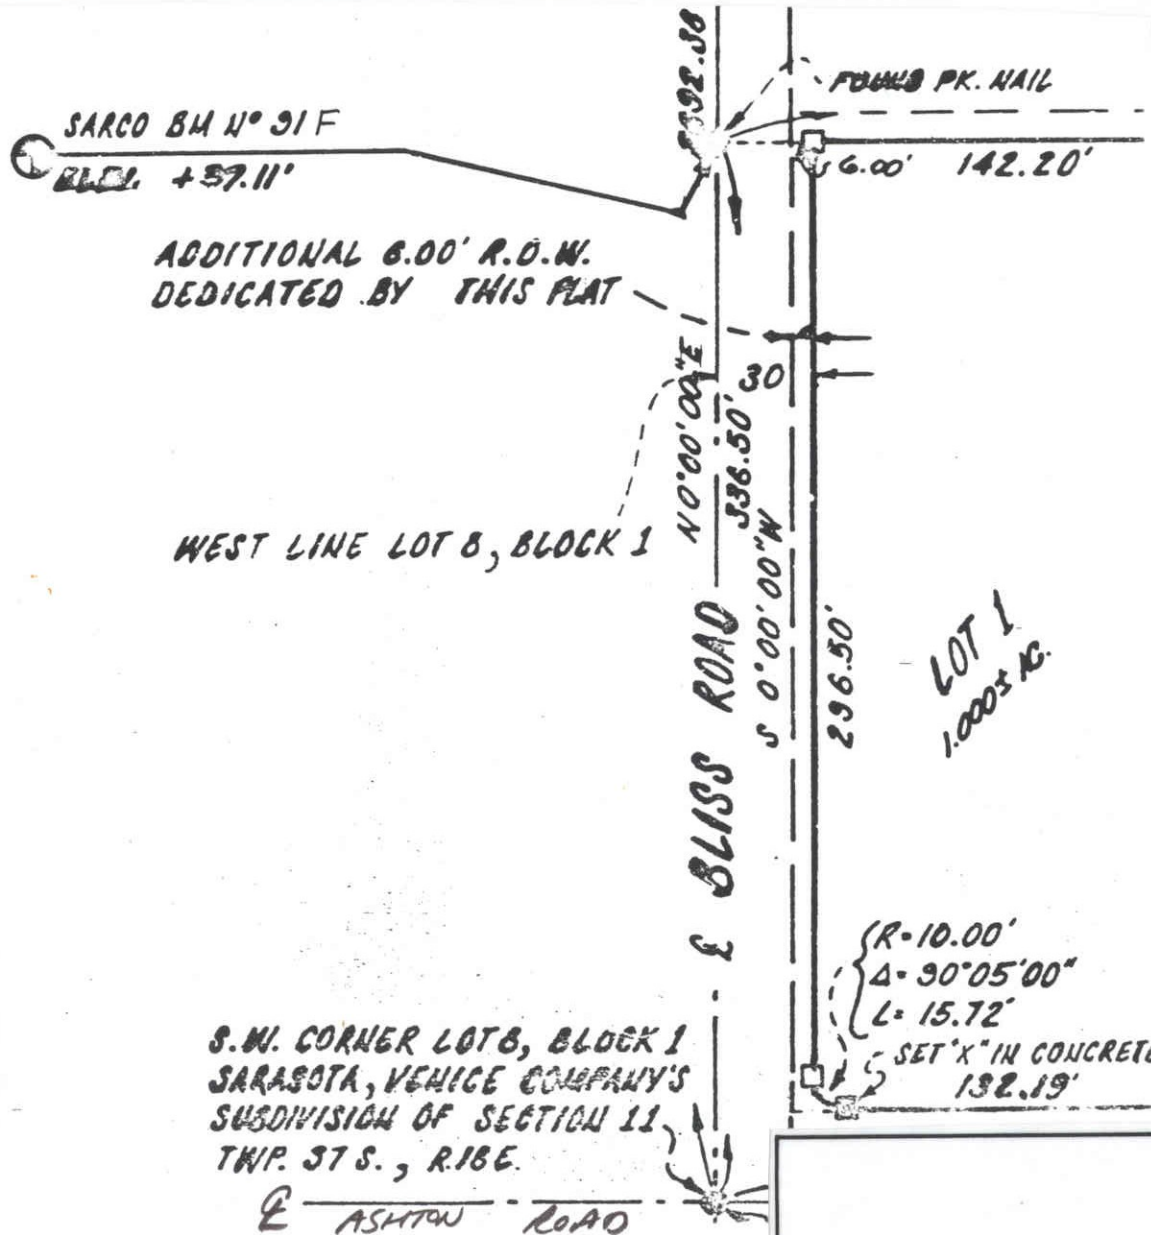 FOUND PK. NAIL
SARCO BM Nº 91F
+37.11'
6.00' 142.20'
ADDITIONAL 6.00' R.O.W.
DEDICATED BY THIS PLAT
30
N 0°00'00"E
336.50'
WEST LINE LOT 8, BLOCK 1
S 0°00'00"W
296.50'
LOT 1
1.000± AC.
℄ BLISS ROAD
R=10.00'
Δ=90°05'00"
L=15.72'
SET "X" IN CONCRETE
132.19'
S.W. CORNER LOT 8, BLOCK 1
SARASOTA, VENICE COMPANY'S
SUBDIVISION OF SECTION 11
TWP. 37 S., R.18E.
℄ ASHTON ROAD